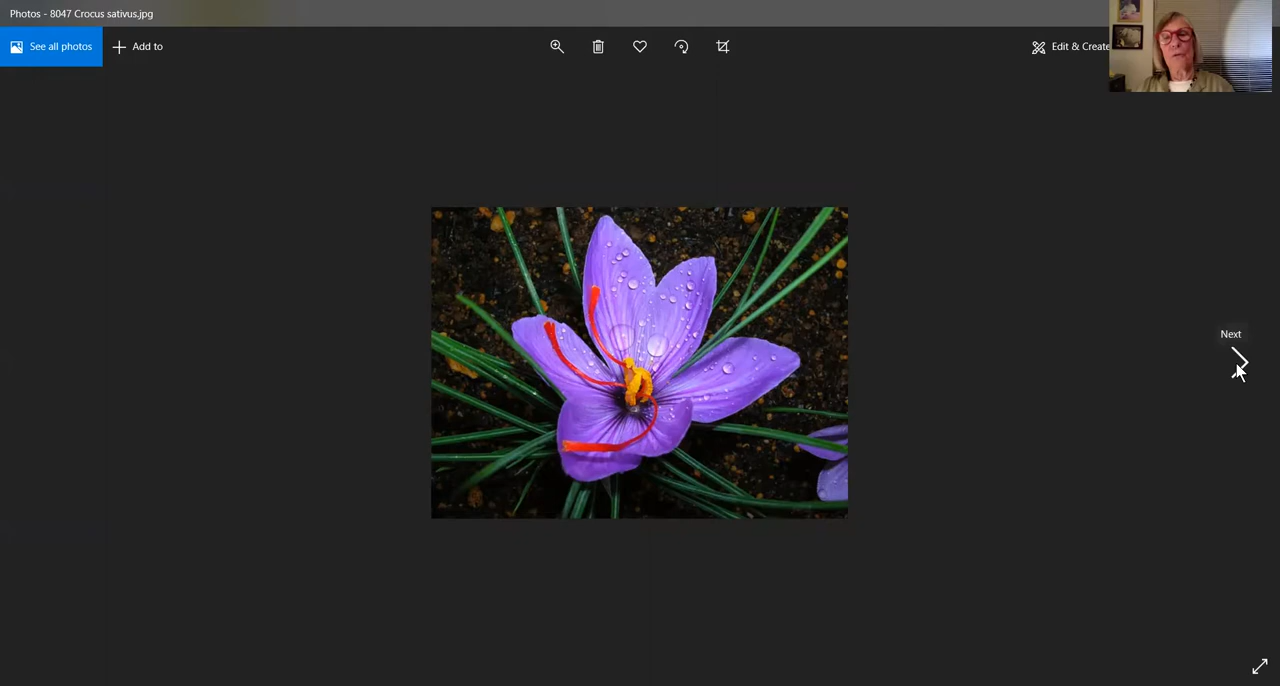 Photos - 8047 Crocus sativus.jpg
See all photos
Add to
Edit & Create
Next